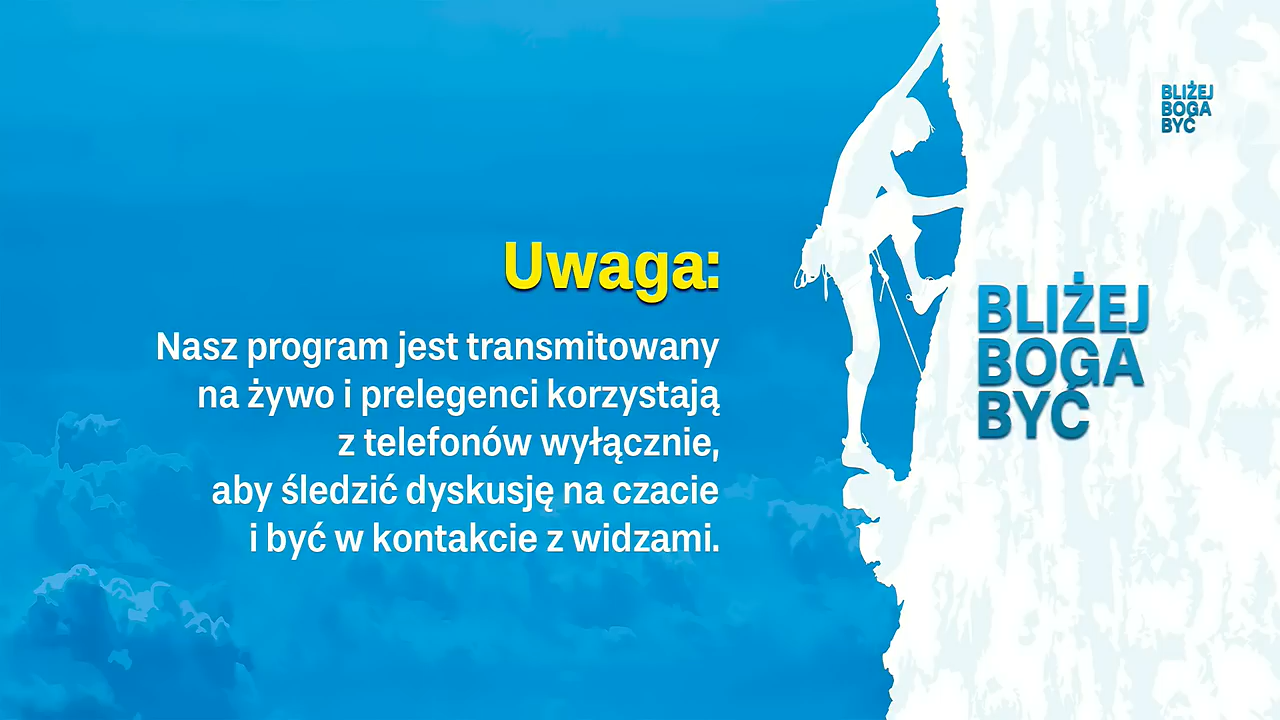 Uwaga:
Nasz program jest transmitowany
na żywo i prelegenci korzystają
z telefonów wyłącznie,
aby śledzić dyskusję na czacie
i być w kontakcie z widzami.
BLIŻEJ
BOGA
BYĆ
BLIŻEJ
BOGA
BYĆ